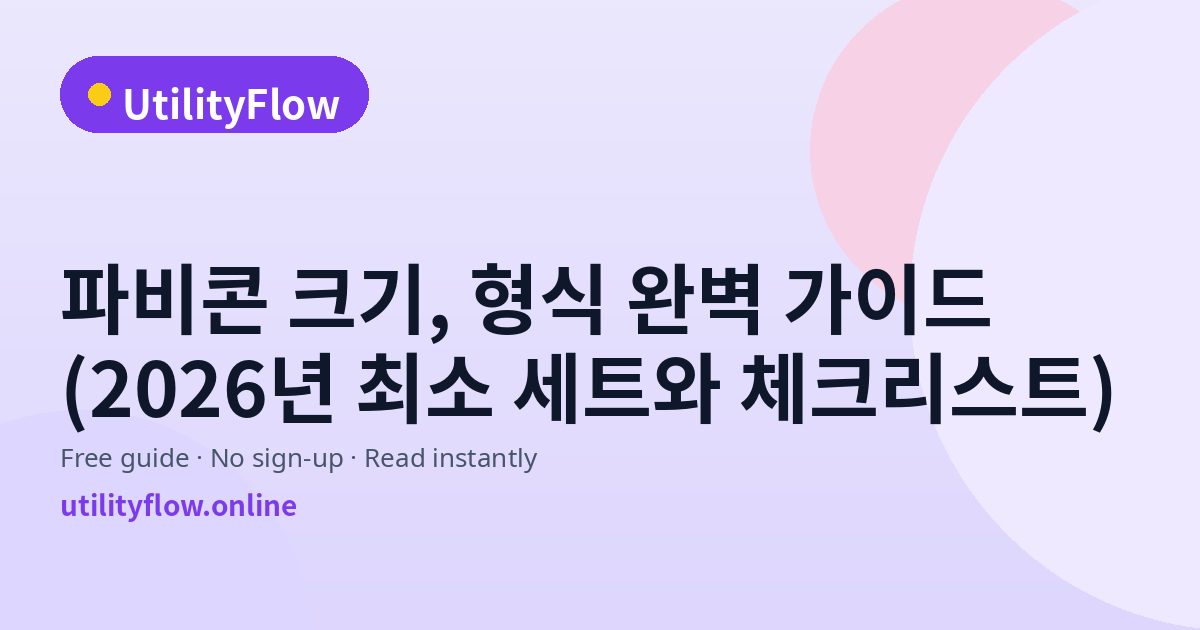 UtilityFlow
파비콘 크기, 형식 완벽 가이드
(2026년 최소 세트와 체크리스트)
Free guide · No sign-up · Read instantly
utilityflow.online